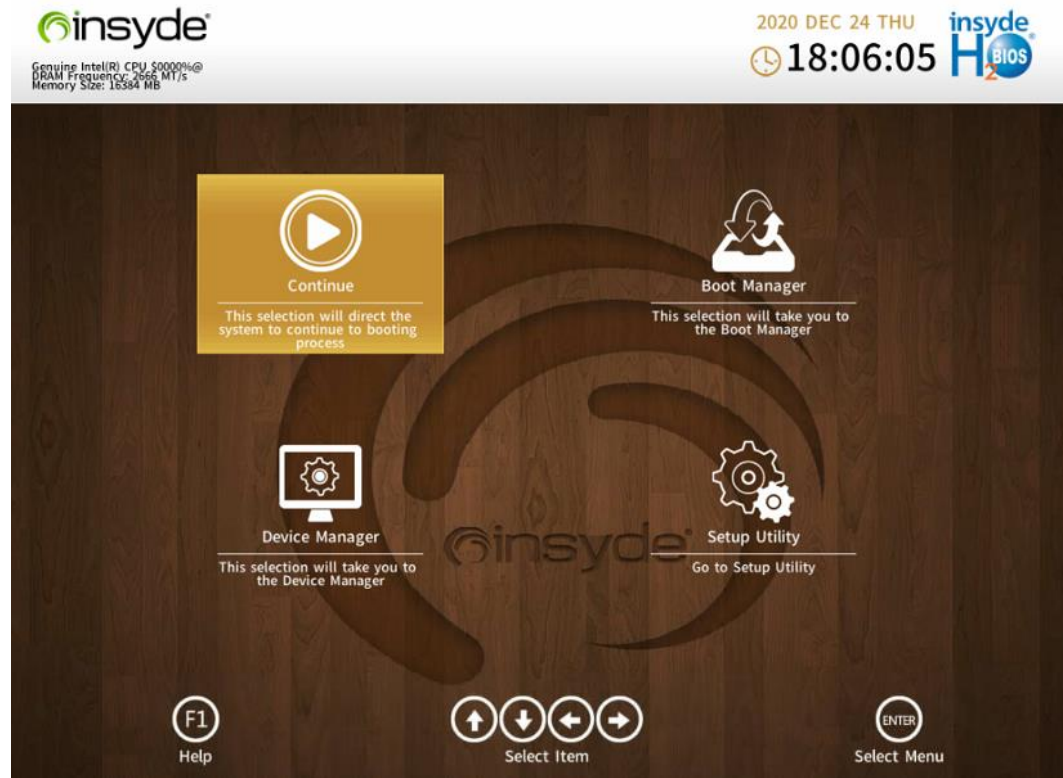 insyde®
Genuine Intel(R) CPU $0000%@
DRAM Frequency: 2666 MT/s
Memory Size: 16384 MB
2020 DEC 24 THU
18:06:05
insyde®
H2BIOS
Continue
This selection will direct the
system to continue to booting
process
Boot Manager
This selection will take you to
the Boot Manager
Device Manager
This selection will take you to
the Device Manager
insyde®
Setup Utility
Go to Setup Utility
F1
Help
Select Item
ENTER
Select Menu